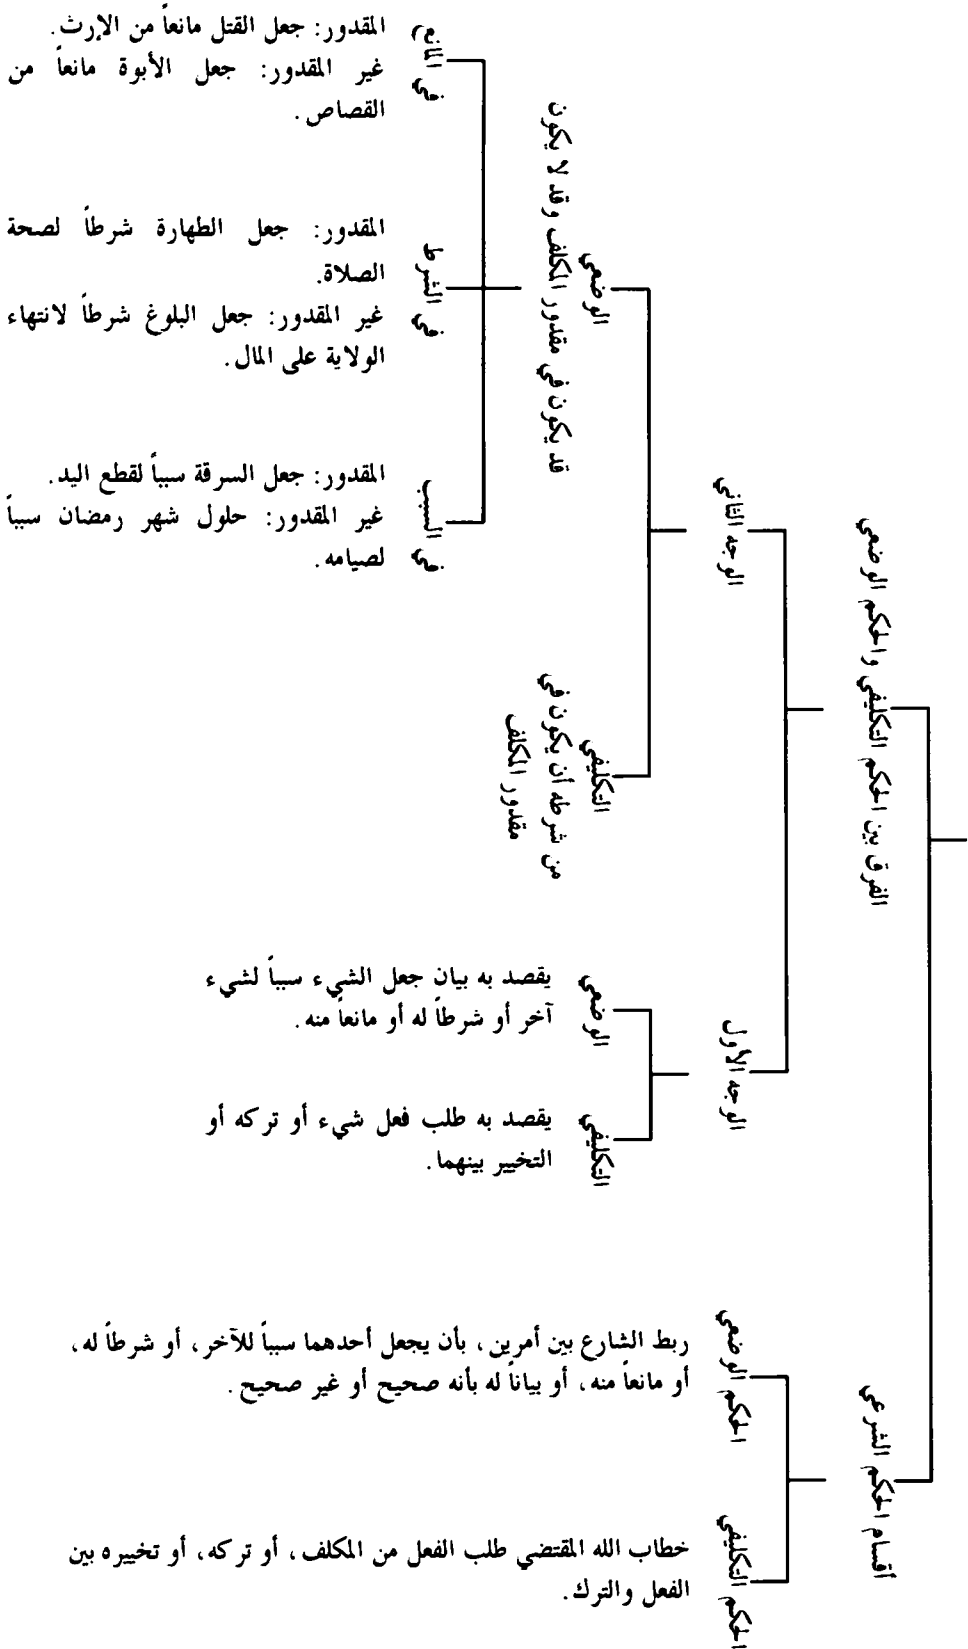 أقسام الحكم الشرعي
الحكم التكليفي
خطاب الله المقتضي طلب الفعل من المكلف، أو تركه، أو تخييره بين
الفعل والترك.
الحكم الوضعي
ربط الشارع بين أمرين، بأن يجعل أحدهما سبباً للآخر، أو شرطاً له،
أو مانعاً منه، أو بياناً له بأنه صحيح أو غير صحيح.
الفرق بين الحكم التكليفي والحكم الوضعي
الوجه الأول
التكليفي
يقصد به طلب فعل شيء أو تركه أو
التخيير بينهما.
الوضعي
يقصد به بيان جعل الشيء سبباً لشيء
آخر أو شرطاً له أو مانعاً منه.
الوجه الثاني
التكليفي
من شرطه أن يكون في
مقدور المكلف
الوضعي
قد يكون في مقدور المكلف وقد لا يكون
في السبب
المقدور: جعل السرقة سبباً لقطع اليد.
غير المقدور: حلول شهر رمضان سبباً
لصيامه.
في الشرط
المقدور: جعل الطهارة شرطاً لصحة
الصلاة.
غير المقدور: جعل البلوغ شرطاً لانتهاء
الولاية على المال.
في المانع
المقدور: جعل القتل مانعاً من الإرث.
غير المقدور: جعل الأبوة مانعاً من
القصاص.